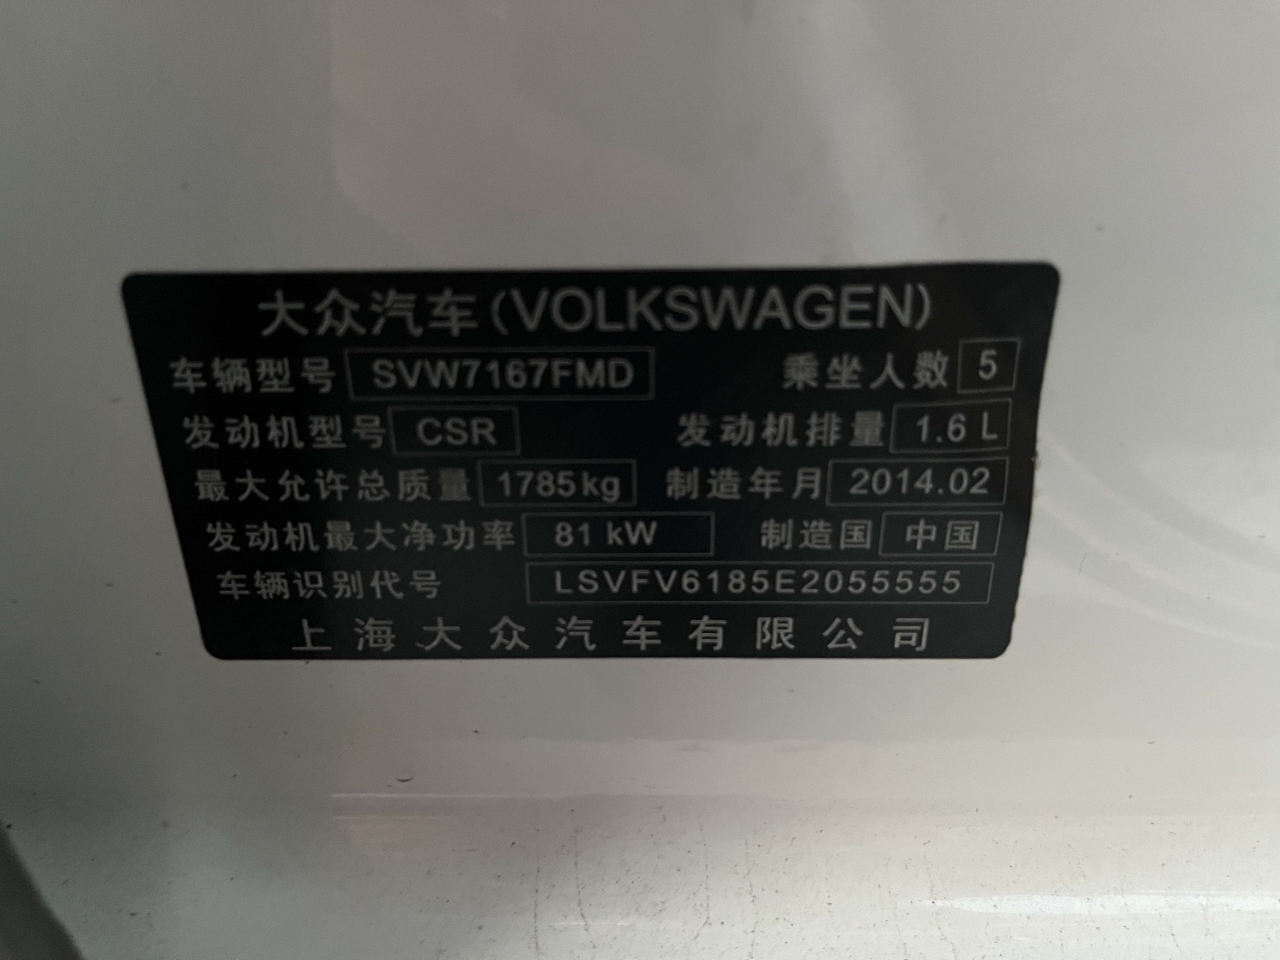 大众汽车(VOLKSWAGEN)
车辆型号 SVW7167FMD 乘坐人数 5
发动机型号 CSR 发动机排量 1.6 L
最大允许总质量 1785kg 制造年月 2014.02
发动机最大净功率 81 kW 制造国 中国
车辆识别代号 LSVFV6185E2055555
上海大众汽车有限公司